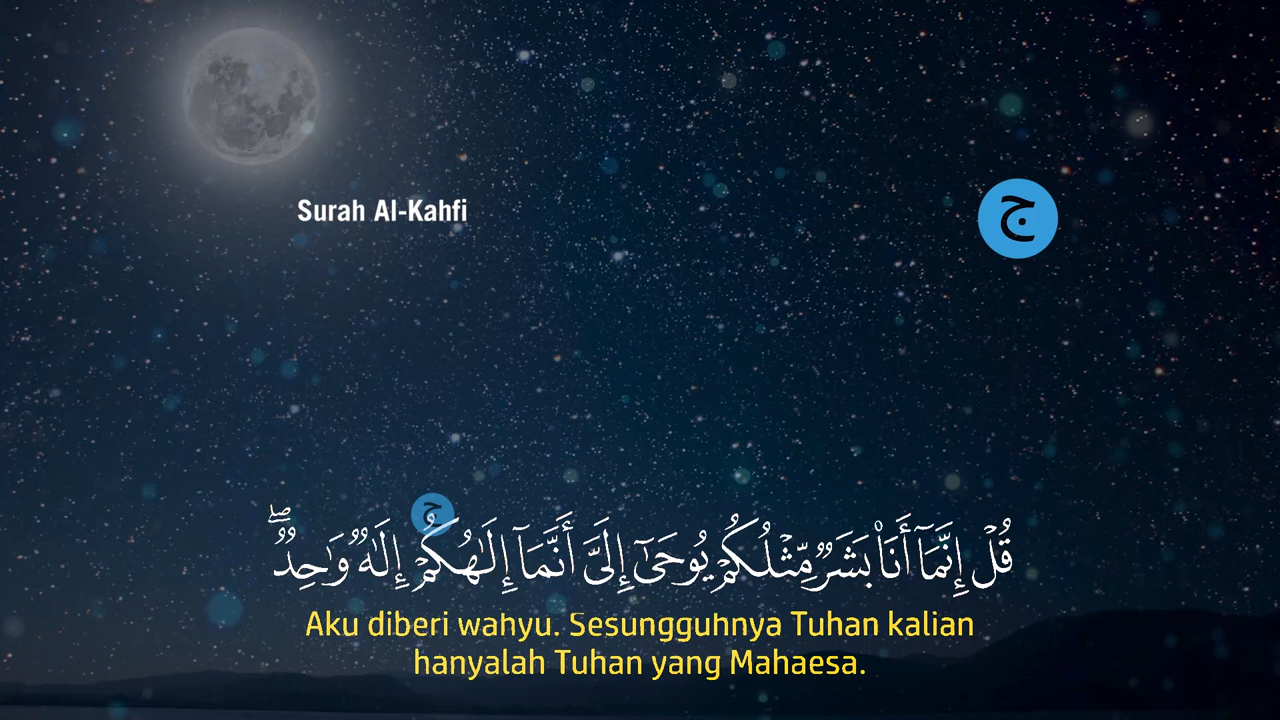 Surah Al-Kahfi
ج
ج
قُلْ إِنَّمَآ أَنَا۠ بَشَرٌ مِّثْلُكُمْ يُوحَىٰٓ إِلَىَّ أَنَّمَآ إِلَـٰهُكُمْ إِلَـٰهٌ وَٰحِدٌ ۖ
Aku diberi wahyu. Sesungguhnya Tuhan kalian
hanyalah Tuhan yang Mahaesa.